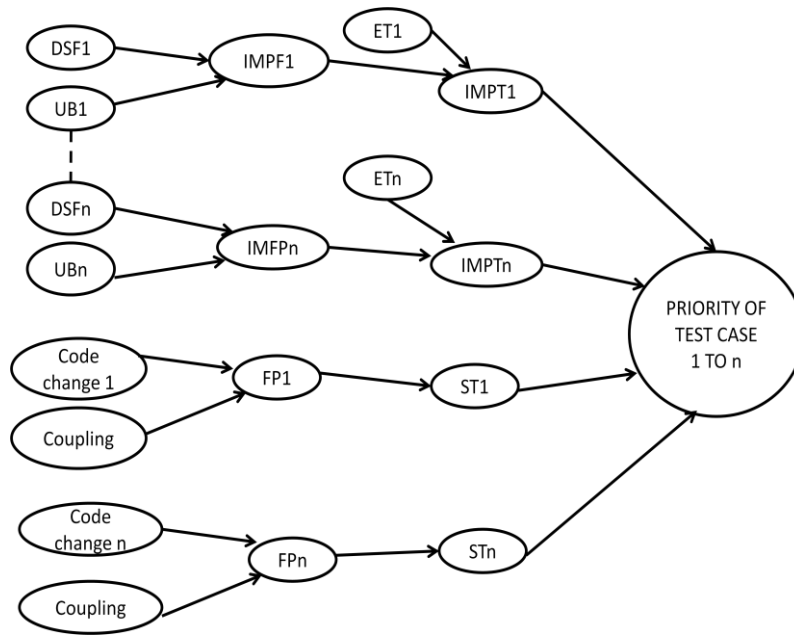 DSF1
UB1
IMPF1
ET1
IMPT1
DSFn
UBn
IMFPn
ETn
IMPTn
PRIORITY OF
TEST CASE
1 TO n
Code
change 1
Coupling
FP1
ST1
Code
change n
Coupling
FPn
STn